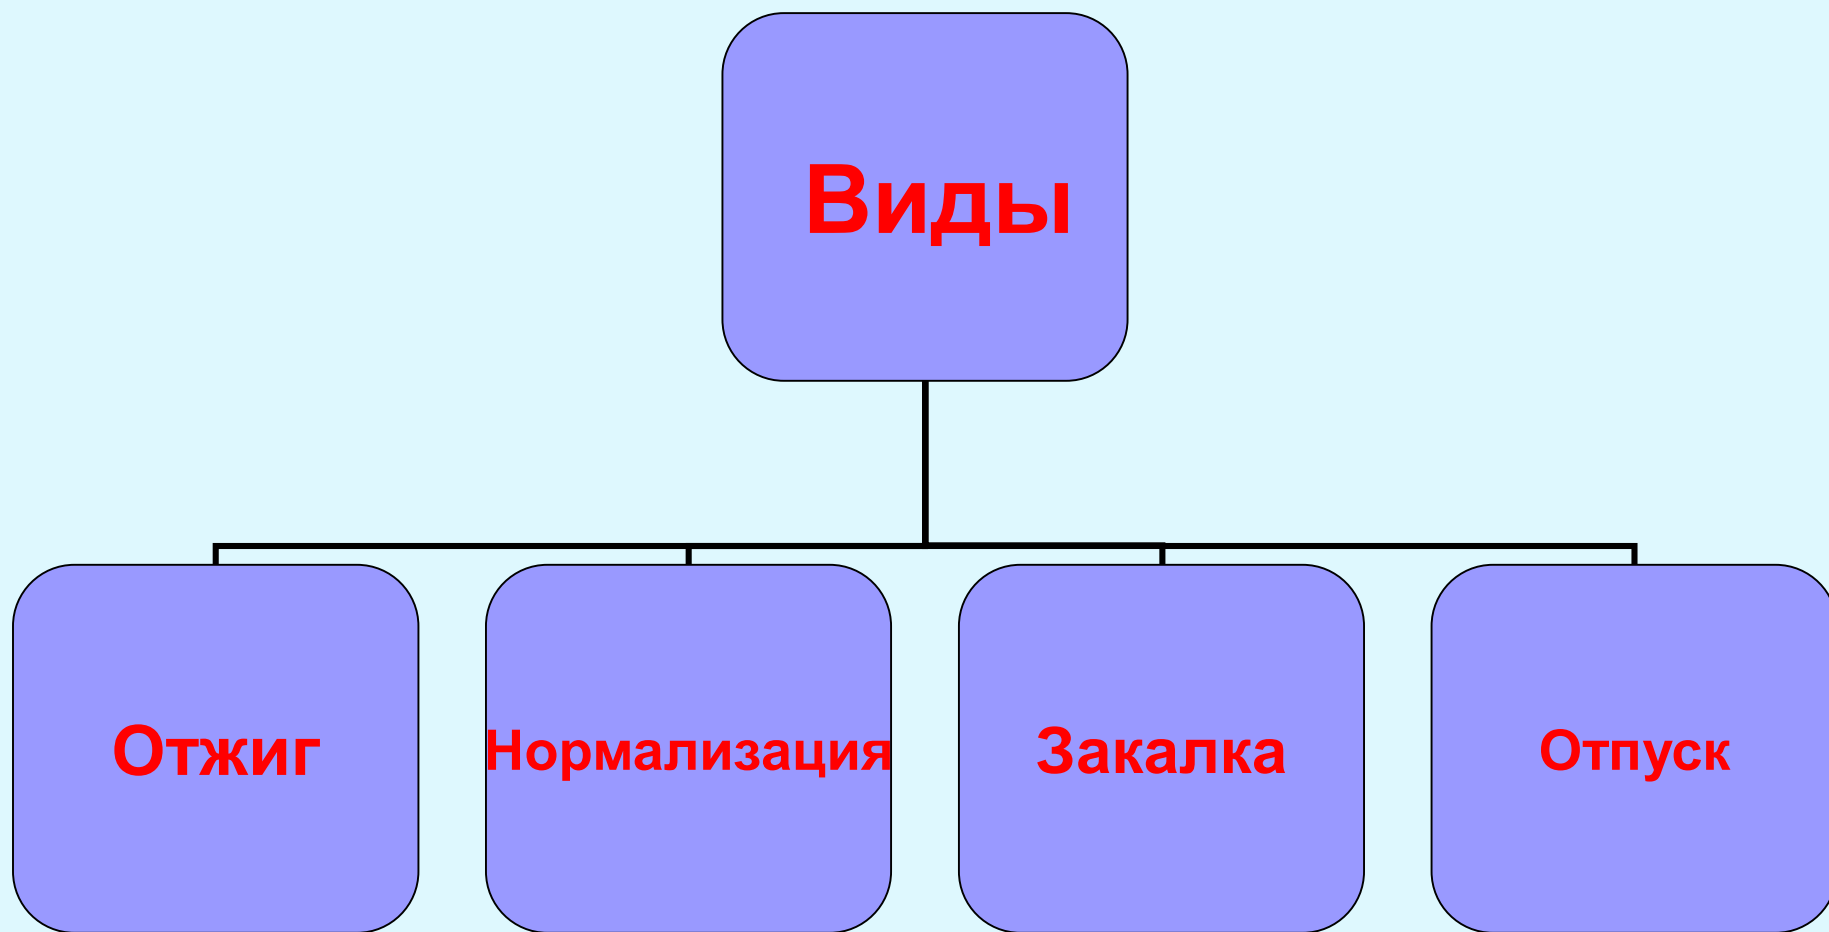 Виды
Отжиг
Нормализация
Закалка
Отпуск